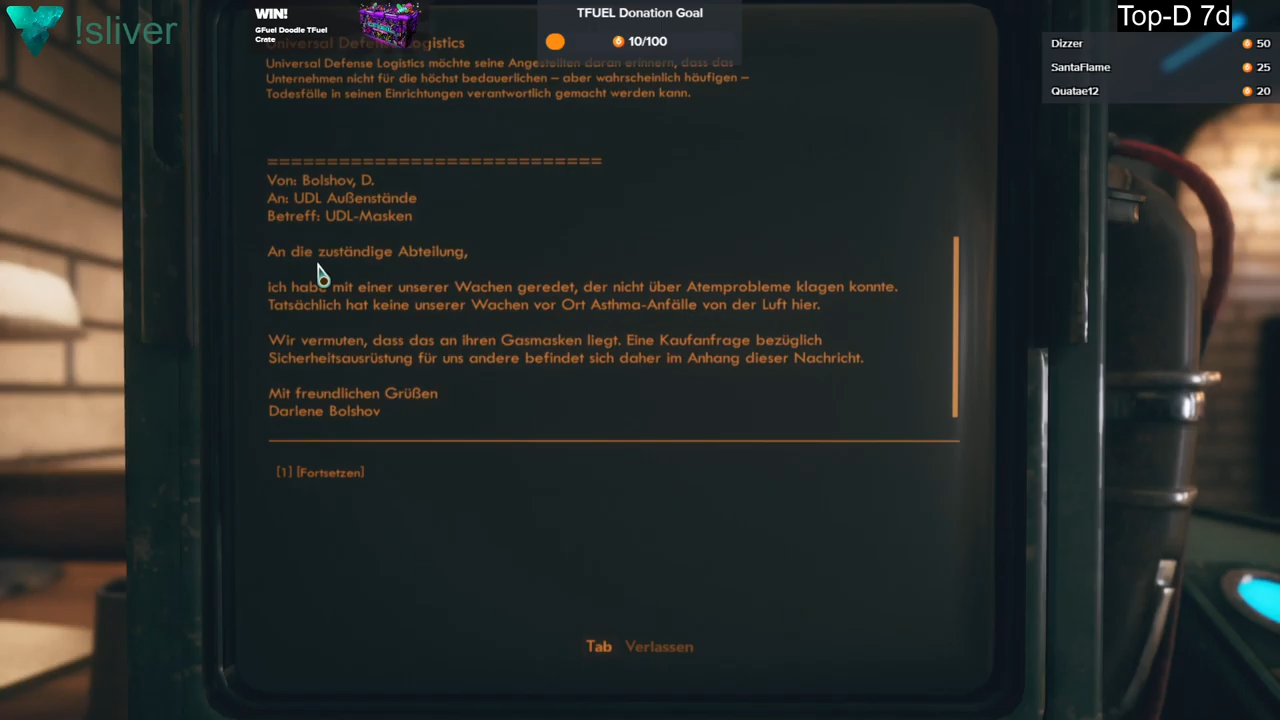 !sliver
WIN!
GFuel Doodle TFuel
Crate
TFUEL Donation Goal
10/100
Top-D 7d
Dizzer 50
SantaFlame 25
Quatae12 20
Universal Defense Logistics
Universal Defense Logistics möchte seine Angestellten daran erinnern, dass das
Unternehmen nicht für die höchst bedauerlichen – aber wahrscheinlich häufigen –
Todesfälle in seinen Einrichtungen verantwortlich gemacht werden kann.
============================
Von: Bolshov, D.
An: UDL Außenstände
Betreff: UDL-Masken
An die zuständige Abteilung,
ich habe mit einer unserer Wachen geredet, der nicht über Atemprobleme klagen konnte.
Tatsächlich hat keine unserer Wachen vor Ort Asthma-Anfälle von der Luft hier.
Wir vermuten, dass das an ihren Gasmasken liegt. Eine Kaufanfrage bezüglich
Sicherheitsausrüstung für uns andere befindet sich daher im Anhang dieser Nachricht.
Mit freundlichen Grüßen
Darlene Bolshov
[1] [Fortsetzen]
Tab Verlassen